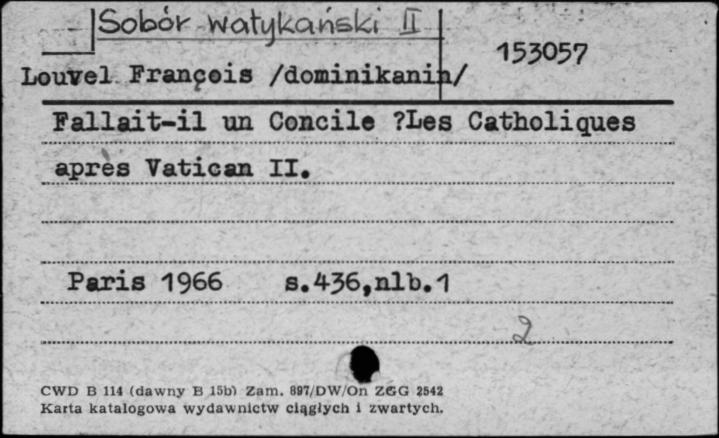 Sobór watykański II
153057
Louvel François /dominikanin/
Fallait-il un Concile ?Les Catholiques
apres Vatican II.
Paris 1966 s.436,nlb.1
2
CWD B 114 (dawny B 15b) Zam. 897/DW/On ZGG 2542
Karta katalogowa wydawnictw ciągłych i zwartych.